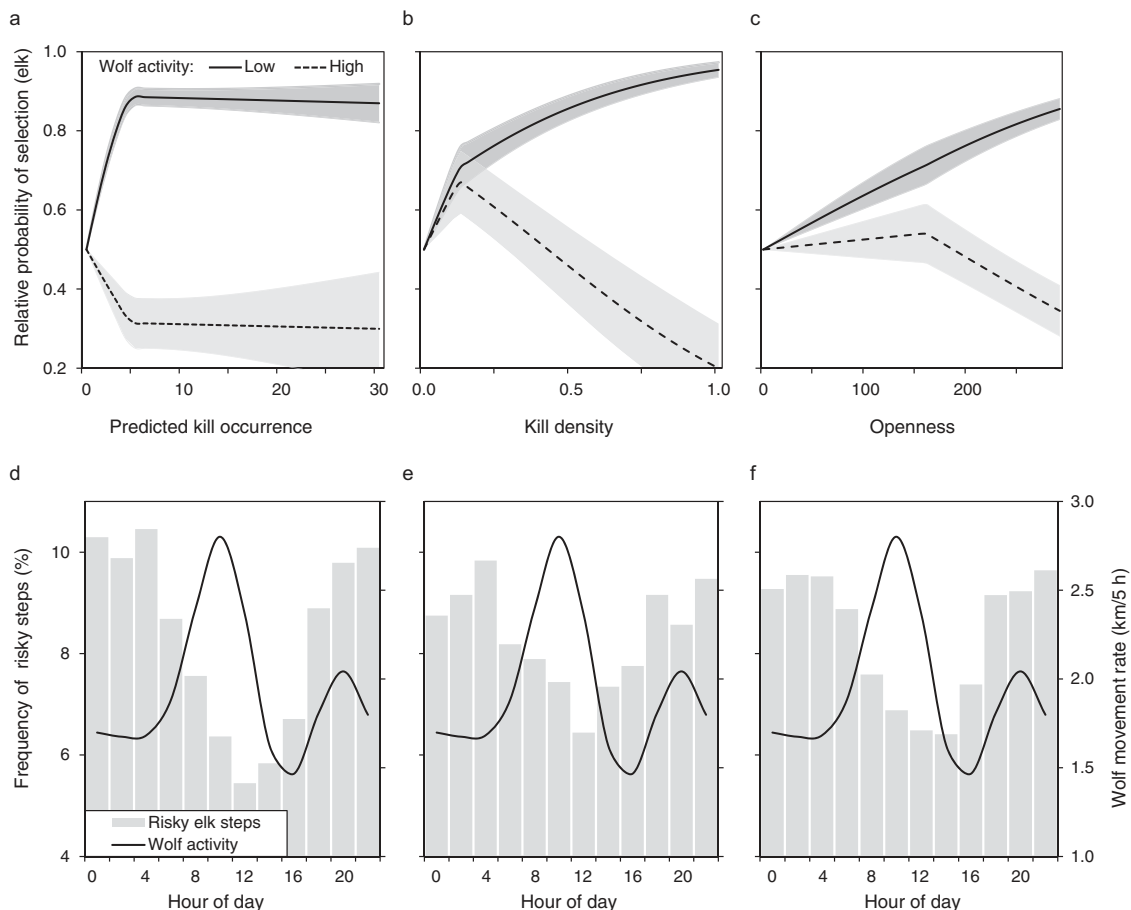 a
b
c
Relative probability of selection (elk)
1.0
0.8
0.6
0.4
0.2
Wolf activity: Low High
0 10 20 30
Predicted kill occurrence
0.0 0.5 1.0
Kill density
0 100 200
Openness
d
e
f
Frequency of risky steps (%)
10
8
6
4
Risky elk steps
Wolf activity
0 4 8 12 16 20
Hour of day
0 4 8 12 16 20
Hour of day
0 4 8 12 16 20
Hour of day
3.0
2.5
2.0
1.5
1.0
Wolf movement rate (km/5 h)